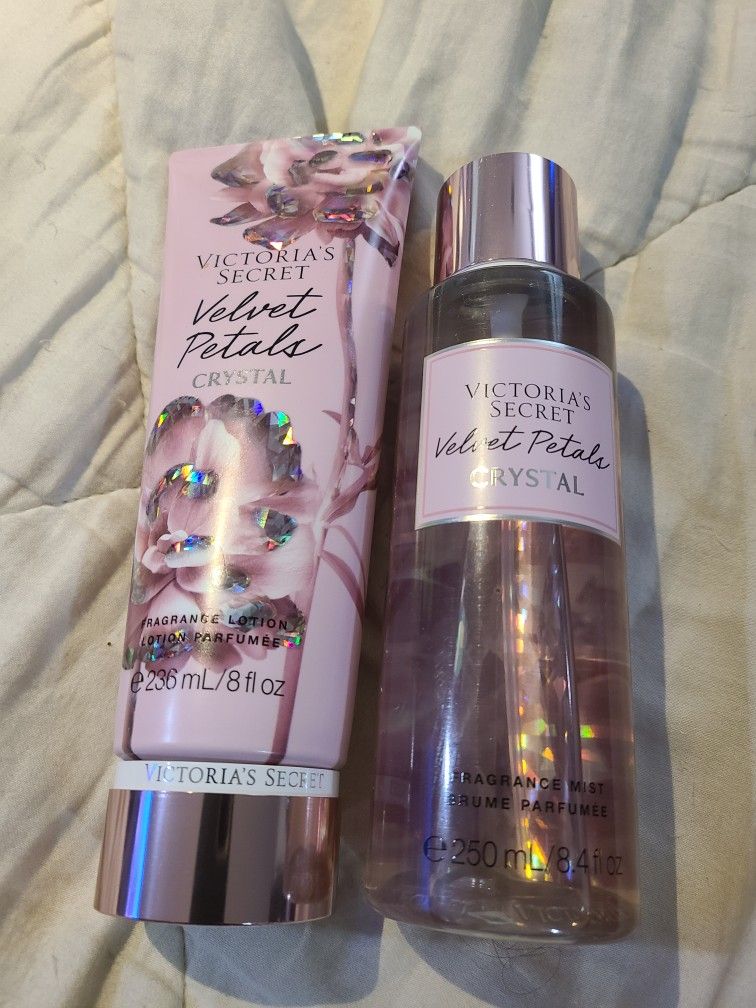 VICTORIA'S
SECRET
Velvet
Petals
CRYSTAL
FRAGRANCE LOTION
LOTION PARFUMÉE
e 236 mL/8 fl oz
VICTORIA'S SECRET
VICTORIA'S
SECRET
Velvet Petals
CRYSTAL
FRAGRANCE MIST
BRUME PARFUMÉE
e 250 mL/8.4 fl oz